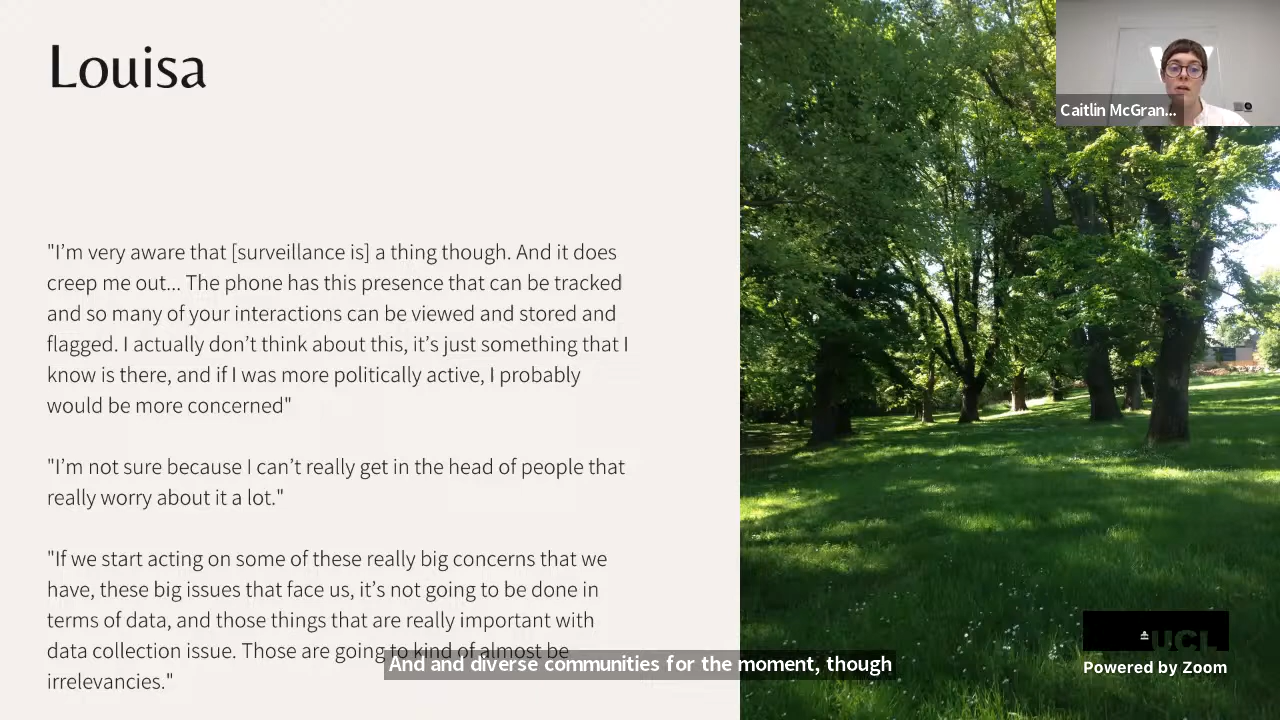 Louisa
Caitlin McGran...
"I'm very aware that [surveillance is] a thing though. And it does
creep me out... The phone has this presence that can be tracked
and so many of your interactions can be viewed and stored and
flagged. I actually don't think about this, it's just something that I
know is there, and if I was more politically active, I probably
would be more concerned"
"I'm not sure because I can't really get in the head of people that
really worry about it a lot."
"If we start acting on some of these really big concerns that we
have, these big issues that face us, it's not going to be done in
terms of data, and those things that are really important with
data collection issue. Those are going to kind of almost be
irrelevancies."
And and diverse communities for the moment, though
UCL
Powered by Zoom